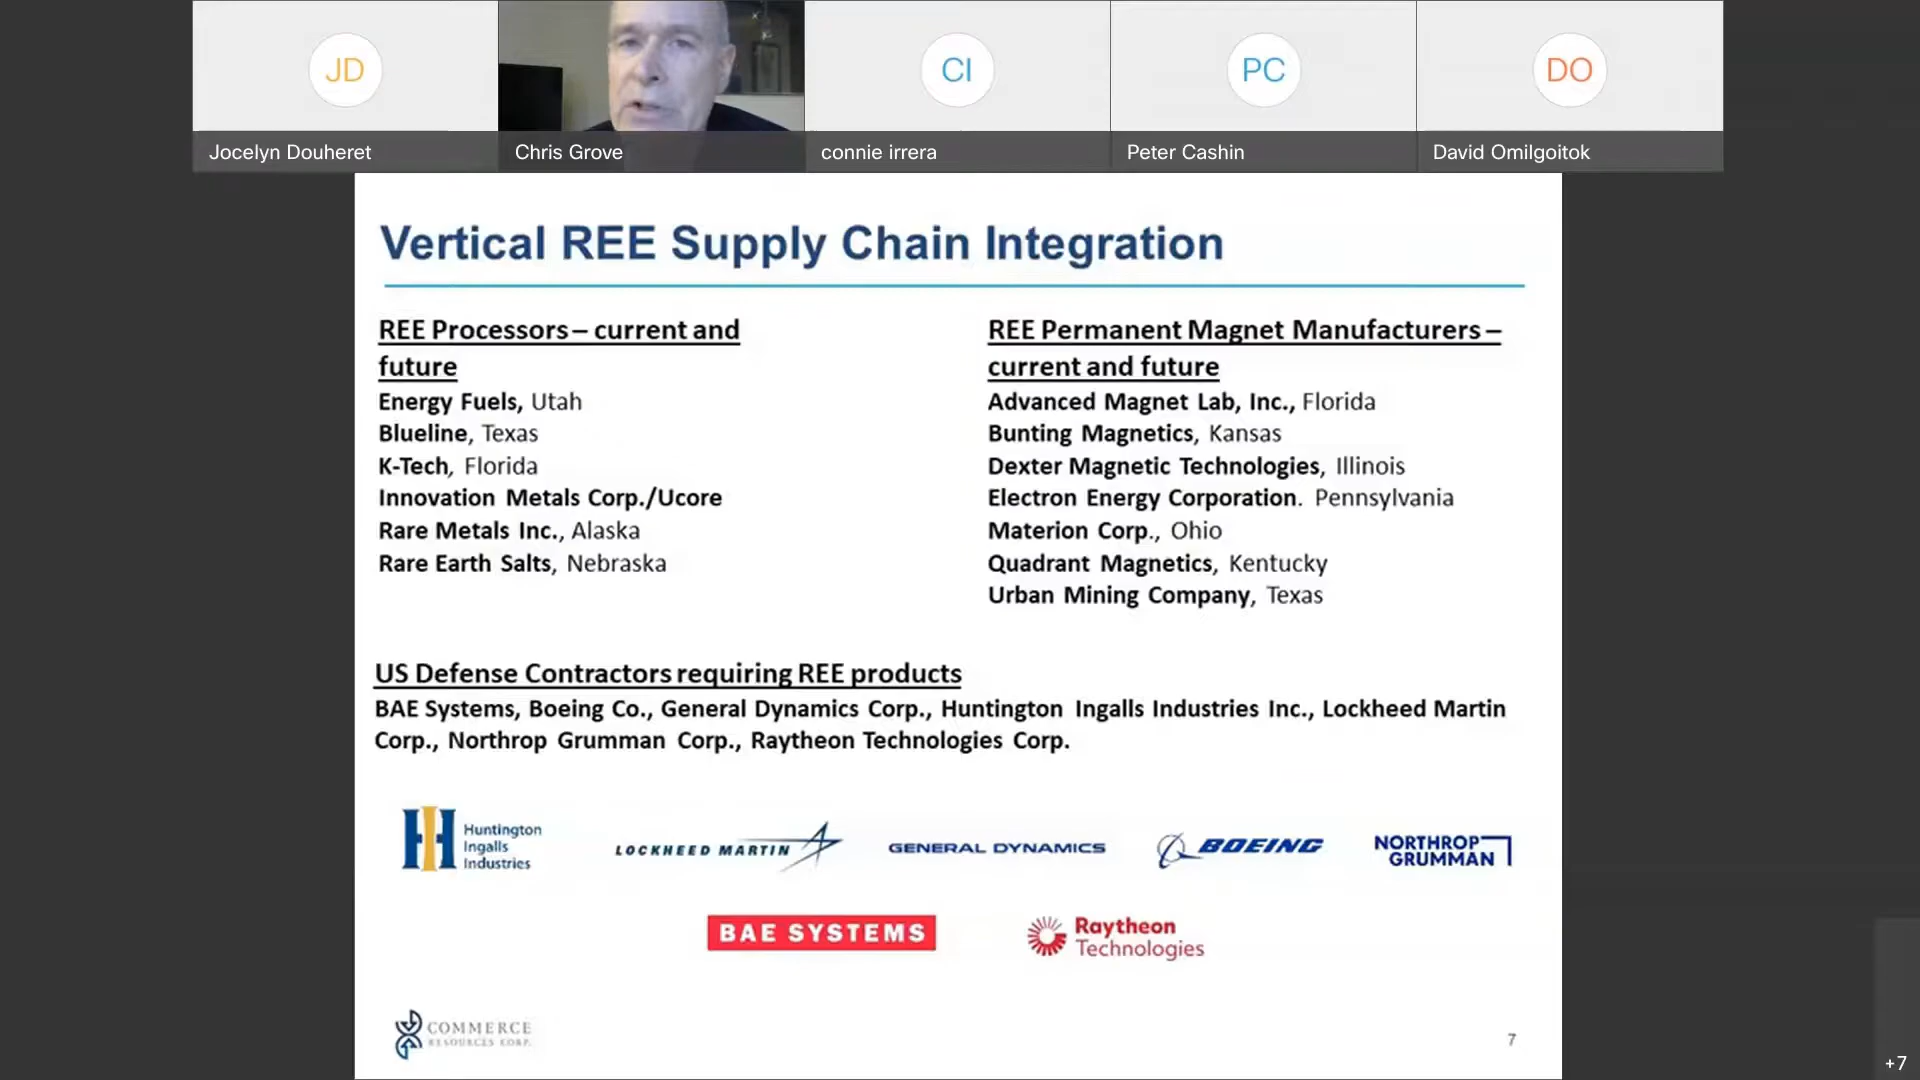 JD
CI
PC
DO
Jocelyn Douheret
Chris Grove
connie irrera
Peter Cashin
David Omilgoitok
Vertical REE Supply Chain Integration
REE Processors – current and
future
Energy Fuels, Utah
Blueline, Texas
K-Tech, Florida
Innovation Metals Corp./Ucore
Rare Metals Inc., Alaska
Rare Earth Salts, Nebraska
REE Permanent Magnet Manufacturers –
current and future
Advanced Magnet Lab, Inc., Florida
Bunting Magnetics, Kansas
Dexter Magnetic Technologies, Illinois
Electron Energy Corporation. Pennsylvania
Materion Corp., Ohio
Quadrant Magnetics, Kentucky
Urban Mining Company, Texas
US Defense Contractors requiring REE products
BAE Systems, Boeing Co., General Dynamics Corp., Huntington Ingalls Industries Inc., Lockheed Martin
Corp., Northrop Grumman Corp., Raytheon Technologies Corp.
Huntington
Ingalls
Industries
LOCKHEED MARTIN
GENERAL DYNAMICS
BOEING
NORTHROP
GRUMMAN
BAE SYSTEMS
Raytheon
Technologies
COMMERCE
RESOURCES CORP.
7
+7